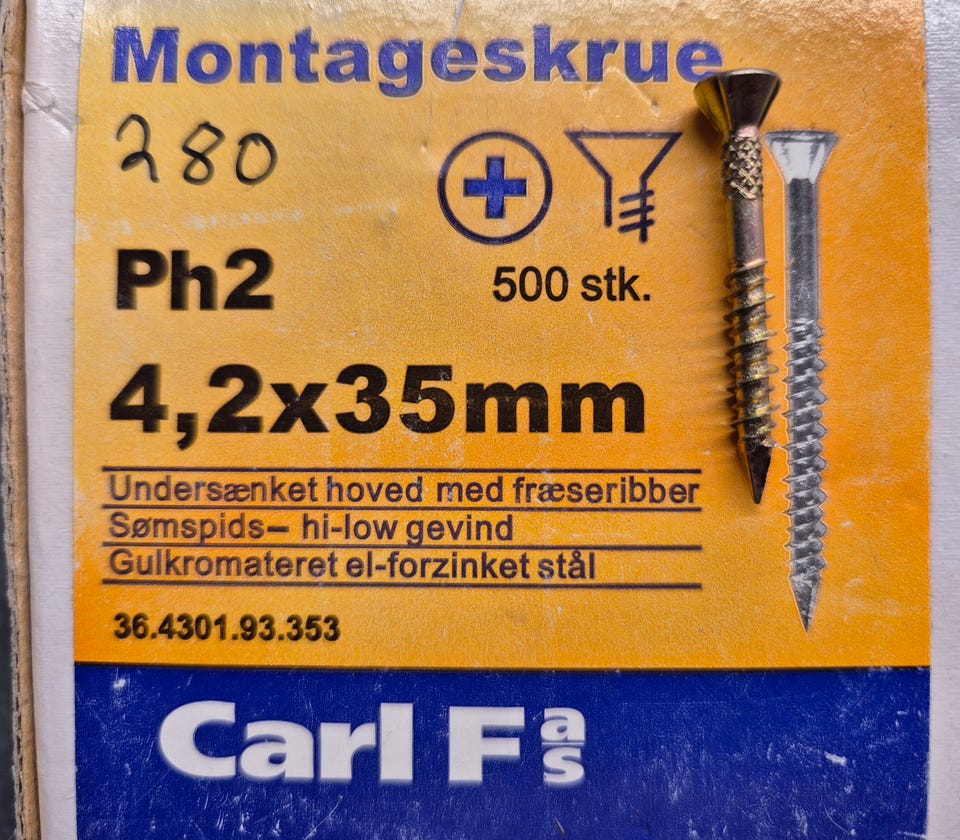 Montageskrue
280
Ph2
500 stk.
4,2x35mm
Undersænket hoved med fræseribber
Sømspids– hi-low gevind
Gulkromateret el-forzinket stål
36.4301.93.353
Carl F as